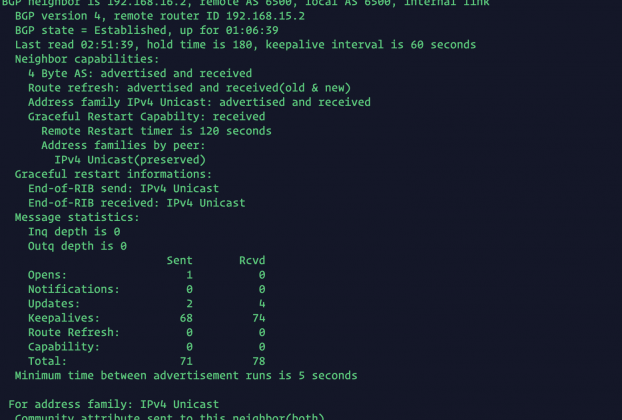 BGP neighbor is 192.168.16.2, remote AS 6500, local AS 6500, internal link
BGP version 4, remote router ID 192.168.15.2
BGP state = Established, up for 01:06:39
Last read 02:51:39, hold time is 180, keepalive interval is 60 seconds
Neighbor capabilities:
4 Byte AS: advertised and received
Route refresh: advertised and received(old & new)
Address family IPv4 Unicast: advertised and received
Graceful Restart Capabilty: received
Remote Restart timer is 120 seconds
Address families by peer:
IPv4 Unicast(preserved)
Graceful restart informations:
End-of-RIB send: IPv4 Unicast
End-of-RIB received: IPv4 Unicast
Message statistics:
Inq depth is 0
Outq depth is 0
Sent Rcvd
Opens: 1 0
Notifications: 0 0
Updates: 2 4
Keepalives: 68 74
Route Refresh: 0 0
Capability: 0 0
Total: 71 78
Minimum time between advertisement runs is 5 seconds
For address family: IPv4 Unicast
Community attribute sent to this neighbor(both)